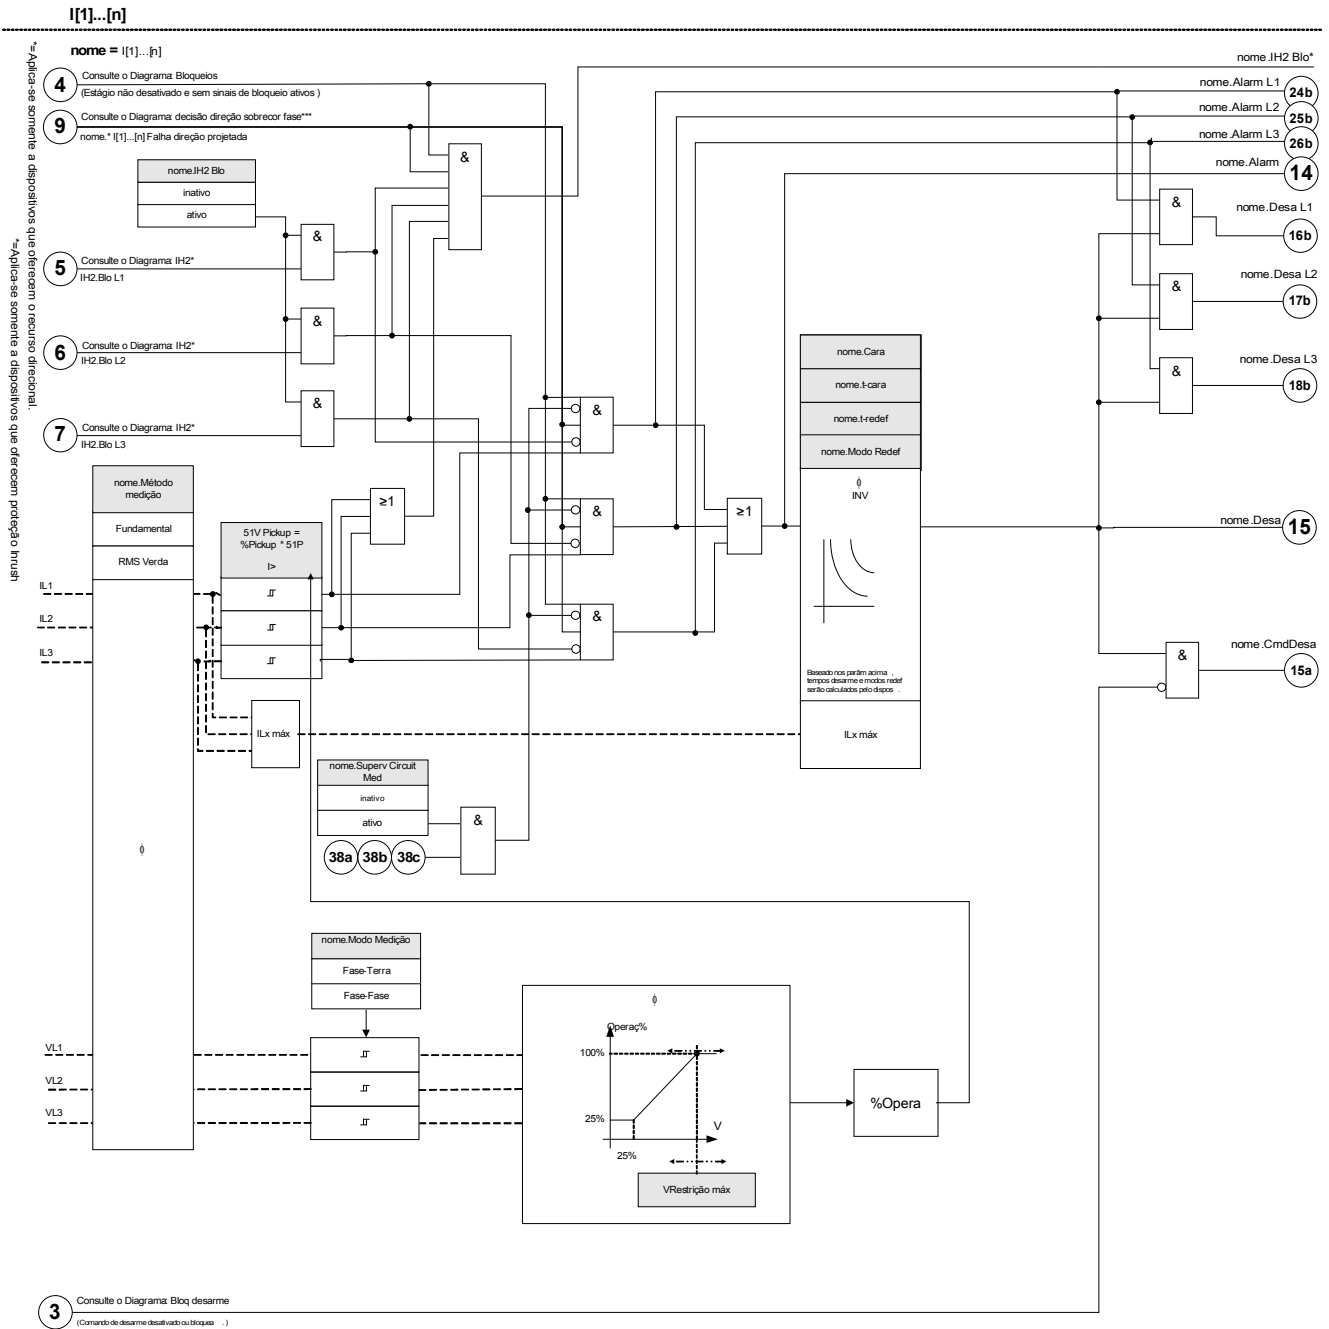 I[1]...[n]
nome = I[1]...[n]
*=Aplica-se somente a dispositivos que oferecem o recurso direcional.
*=Aplica-se somente a dispositivos que oferecem proteção Inrush
4
Consulte o Diagrama: Bloqueios
(Estágio não desativado e sem sinais de bloqueio ativos )
9
Consulte o Diagrama: decisão direção sobrecor fase***
nome.* I[1]...[n] Falha direção projetada
nome.IH2 Blo
inativo
ativo
&
&
5
Consulte o Diagrama: IH2*
IH2.Blo L1
&
6
Consulte o Diagrama: IH2*
IH2.Blo L2
&
7
Consulte o Diagrama: IH2*
IH2.Blo L3
nome.IH2 Blo*
nome.Alarm L1
24b
nome.Alarm L2
25b
nome.Alarm L3
26b
nome.Alarm
14
&
nome.Desa L1
16b
&
nome.Desa L2
17b
&
nome.Desa L3
18b
nome.Método
medição
Fundamental
RMS Verda
ϕ
51V Pickup =
%Pickup * 51P
I>
≥1
&
&
&
≥1
nome.Cara
nome.t-cara
nome.t-redef
nome.Modo Redef
ϕ
INV
Baseado nos parâm acima ,
tempos desarme e modos redef
serão calculados pelo dispos .
ILx máx
nome.Desa
15
&
nome.CmdDesa
15a
IL1
IL2
IL3
ILx máx
nome.Superv Circuit
Med
inativo
ativo
&
38a
38b
38c
nome.Modo Medição
Fase-Terra
Fase-Fase
VL1
VL2
VL3
ϕ
Operaç%
100%
25%
V
25%
VRestrição máx
%Opera
3
Consulte o Diagrama: Bloq desarme
(Comando de desarme desativado ou bloquea . )